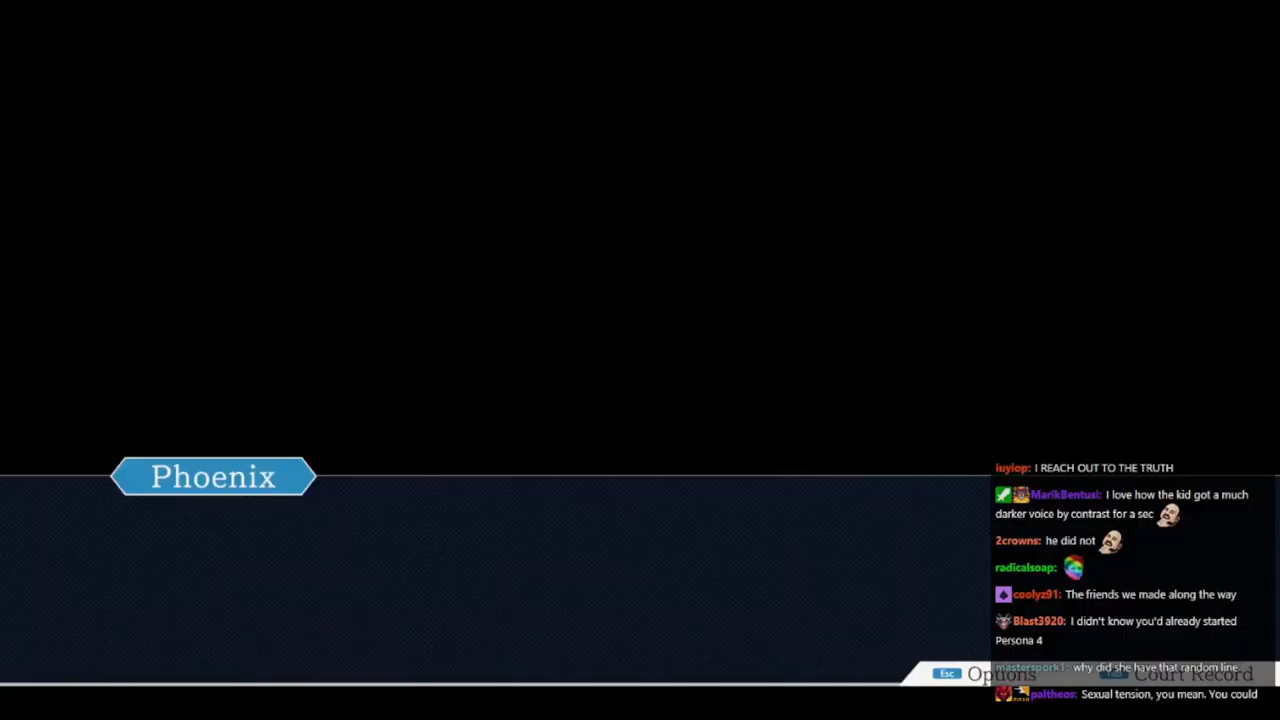 Phoenix
iuyiop: I REACH OUT TO THE TRUTH
MarikBentusi: I love how the kid got a much
darker voice by contrast for a sec
2crowns: he did not
radicalsoap:
coolyz91: The friends we made along the way
Blast3920: I didn't know you'd already started
Persona 4
masterspork1: why did she have that random line
Esc Options Tab Court Record
paltheos: Sexual tension, you mean. You could